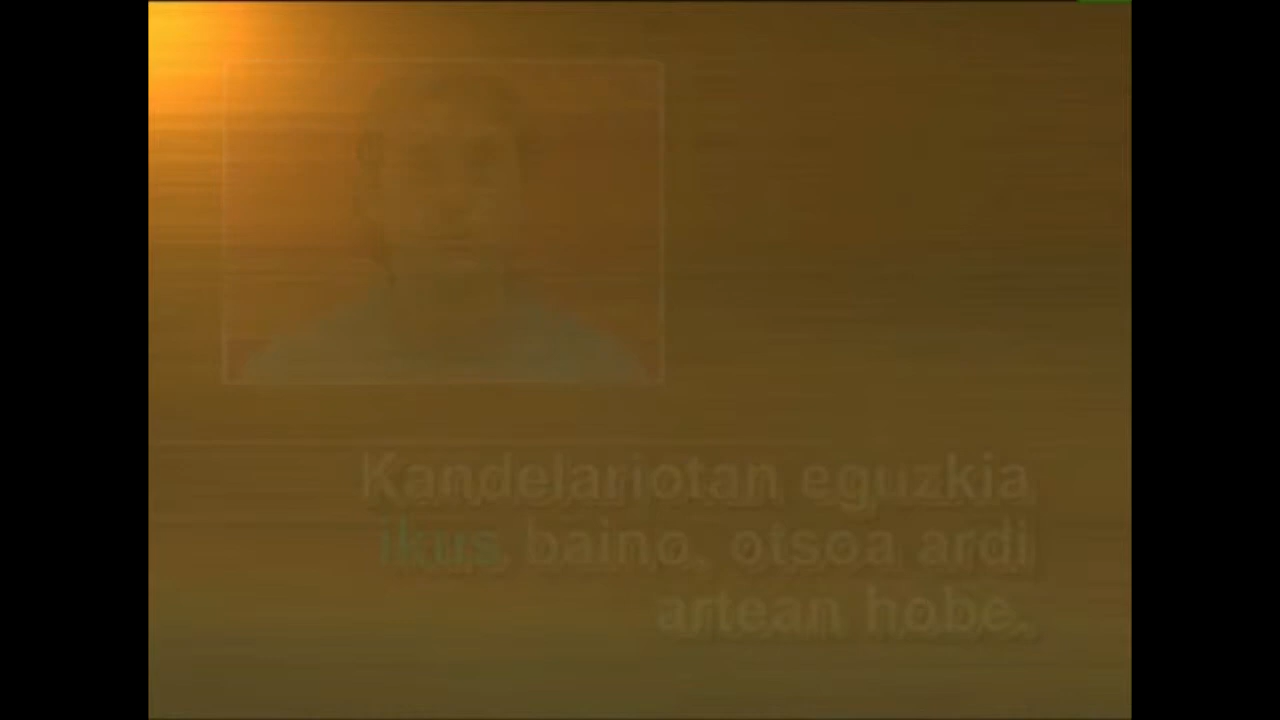 Kandelariotan eguzkia
ikus baino, otsoa ardi
artean hobe.